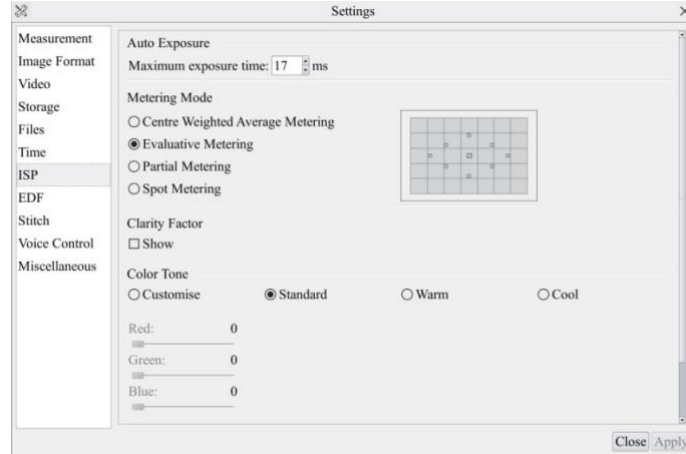 Settings
Measurement
Image Format
Video
Storage
Files
Time
ISP
EDF
Stitch
Voice Control
Miscellaneous
Auto Exposure
Maximum exposure time: 17 ms
Metering Mode
Centre Weighted Average Metering
Evaluative Metering
Partial Metering
Spot Metering
Clarity Factor
Show
Color Tone
Customise Standard Warm Cool
Red: 0
Green: 0
Blue: 0
Close Apply